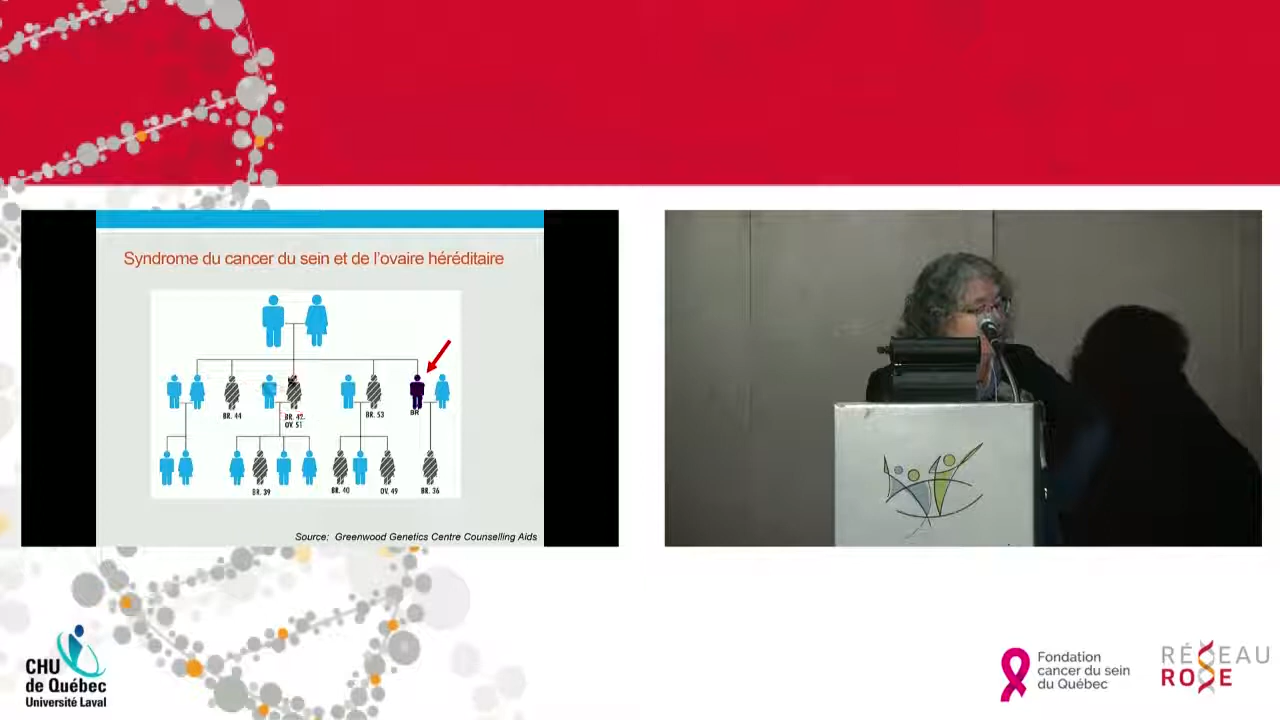 Syndrome du cancer du sein et de l'ovaire héréditaire
BR. 44
BR. 42
OV. 51
BR. 53
BR
BR. 39
BR. 40
OV. 49
BR. 36
Source: Greenwood Genetics Centre Counselling Aids
CHU
de Québec
Université Laval
Fondation
cancer du sein
du Québec
RÉSEAU
ROSE